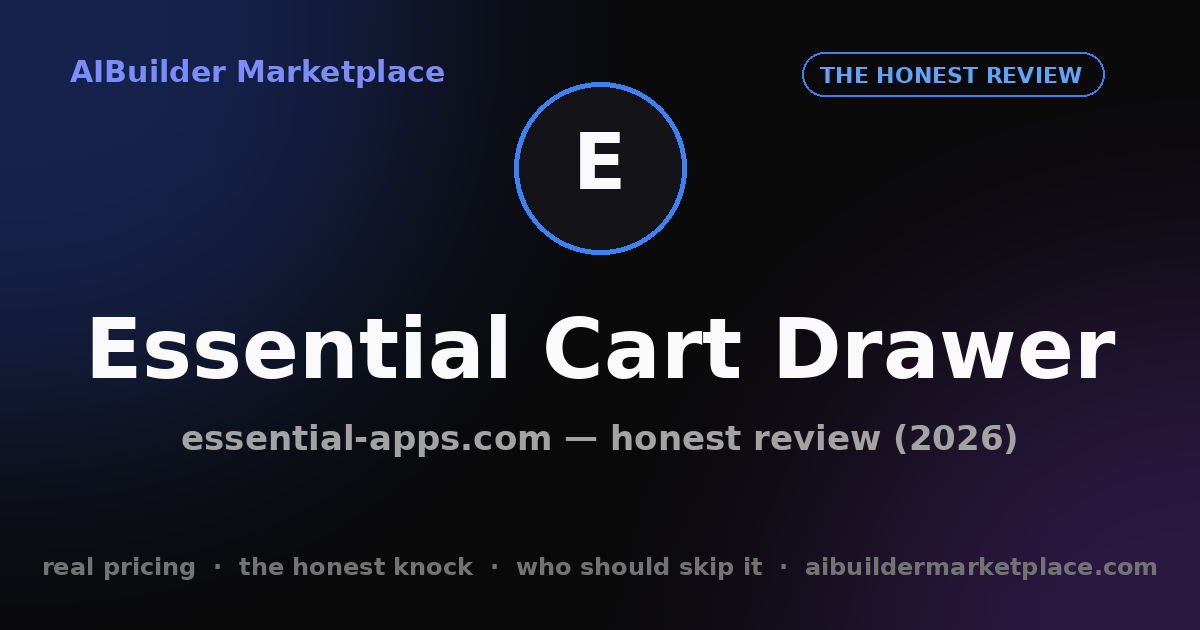 AIBuilder Marketplace
THE HONEST REVIEW
E
Essential Cart Drawer
essential-apps.com — honest review (2026)
real pricing · the honest knock · who should skip it · aibuildermarketplace.com